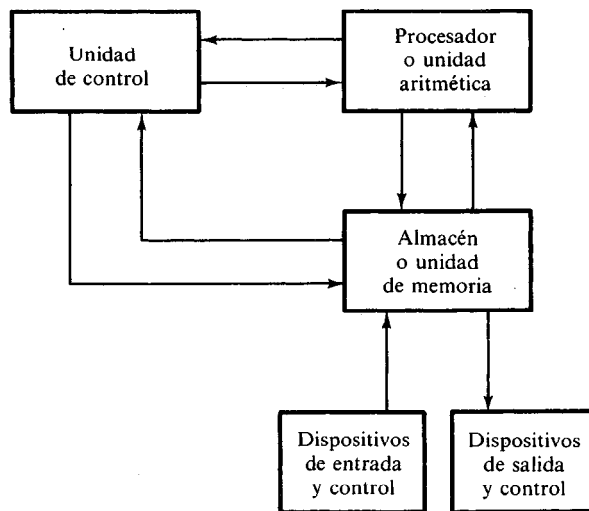 Unidad
de control
Procesador
o unidad
aritmética
Almacén
o unidad
de memoria
Dispositivos
de entrada
y control
Dispositivos
de salida
y control